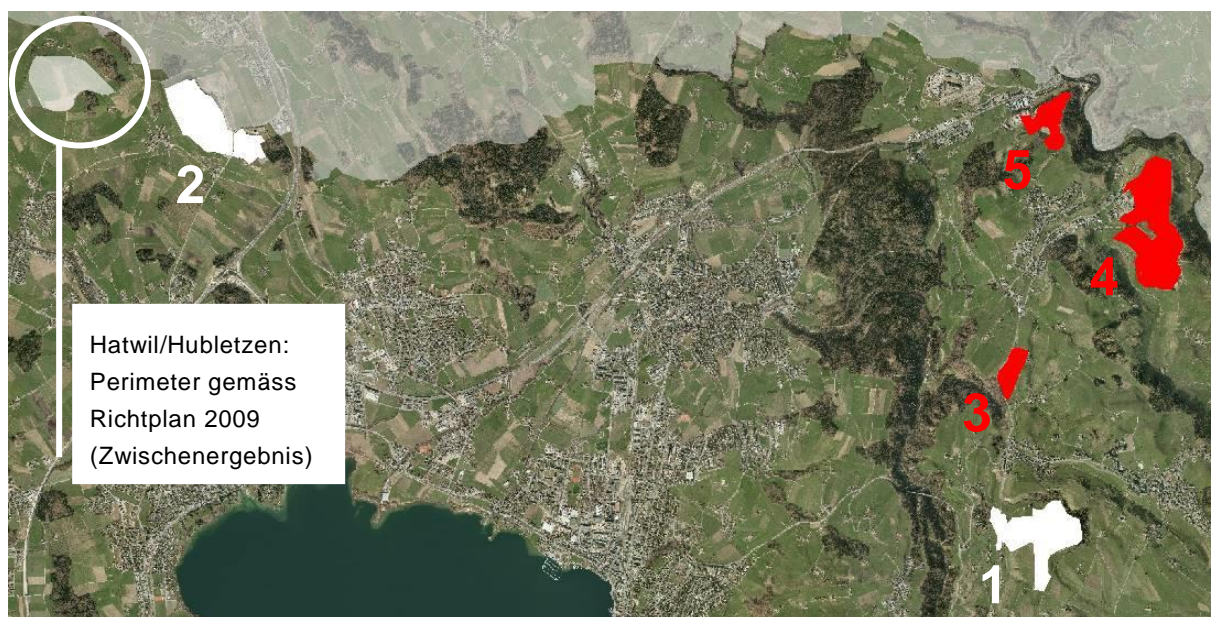 2
5
4
Hatwil/Hubletzen:
Perimeter gemäss
Richtplan 2009
(Zwischenergebnis)
3
1